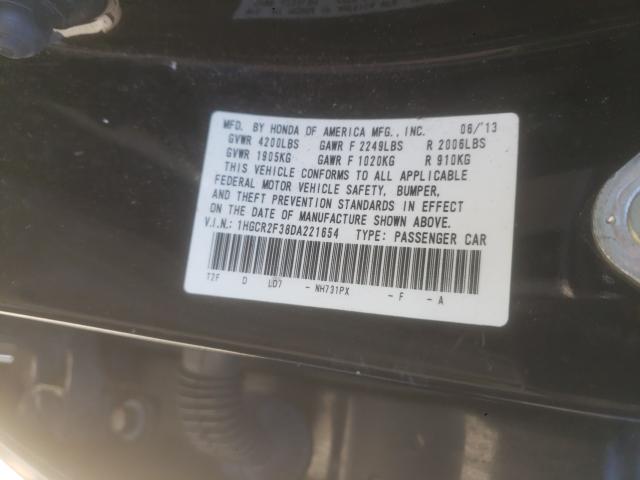 MFD. BY HONDA OF AMERICA MFG., INC. 06/'13
GVWR 4200LBS GAWR F 2249LBS R 2006LBS
GVWR 1905KG GAWR F 1020KG R 910KG
THIS VEHICLE CONFORMS TO ALL APPLICABLE
FEDERAL MOTOR VEHICLE SAFETY, BUMPER,
AND THEFT PREVENTION STANDARDS IN EFFECT
ON THE DATE OF MANUFACTURE SHOWN ABOVE.
V.I.N.: 1HGCR2F38DA221654 TYPE: PASSENGER CAR
T2F D LD7 - NH731PX - F - A